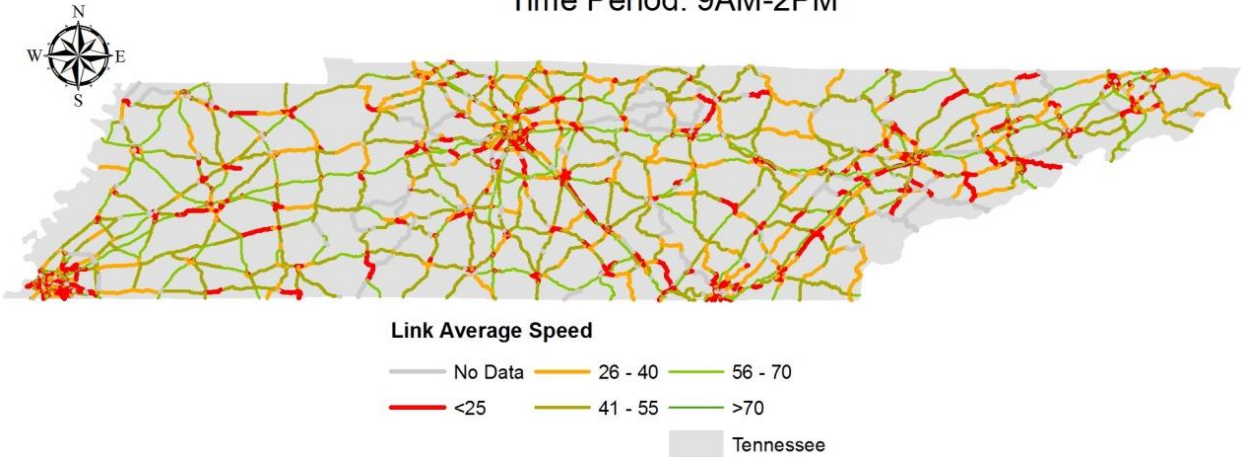 Time Period: 9AM-2PM
N
W E
S
Link Average Speed
No Data 26 - 40 56 - 70
<25 41 - 55 >70
Tennessee